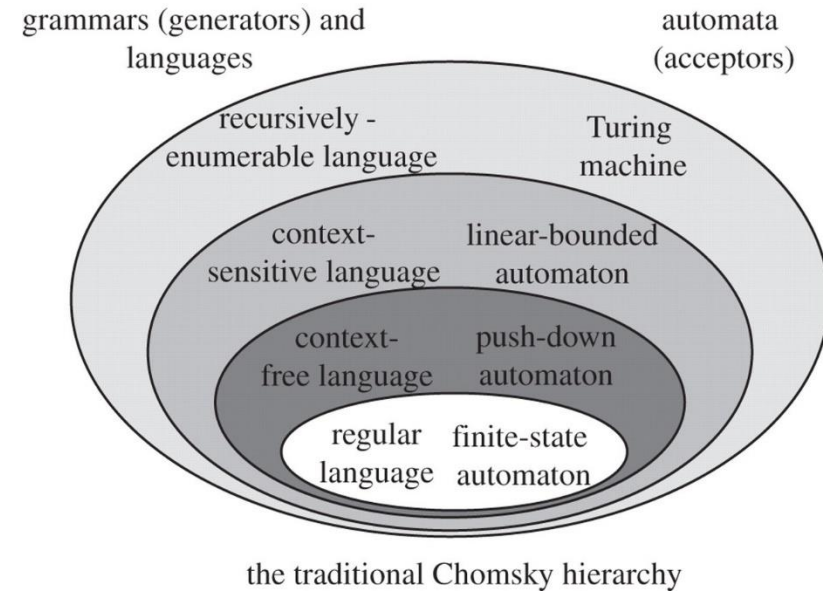 grammars (generators) and
languages
automata
(acceptors)
recursively -
enumerable language
Turing
machine
context-
sensitive language
linear-bounded
automaton
context-
free language
push-down
automaton
regular
language
finite-state
automaton
the traditional Chomsky hierarchy